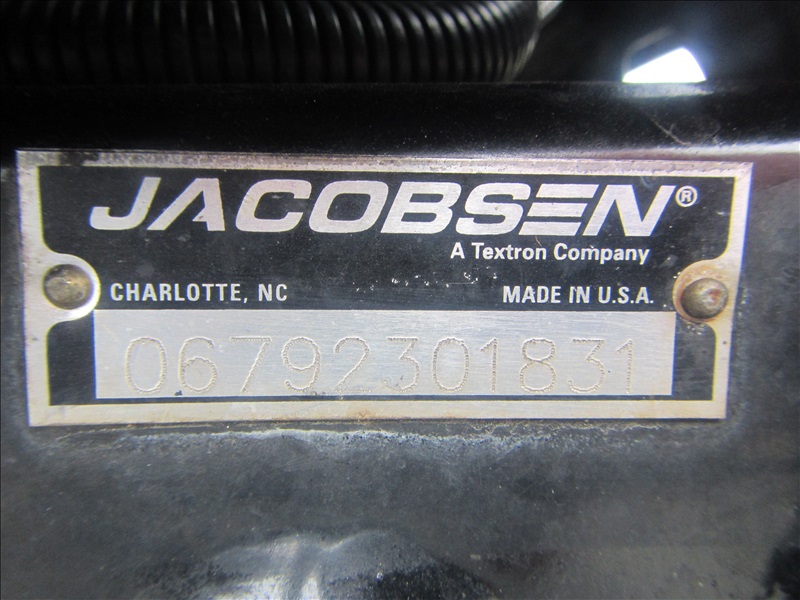 JACOBSEN®
A Textron Company
CHARLOTTE, NC MADE IN U.S.A.
06792301831